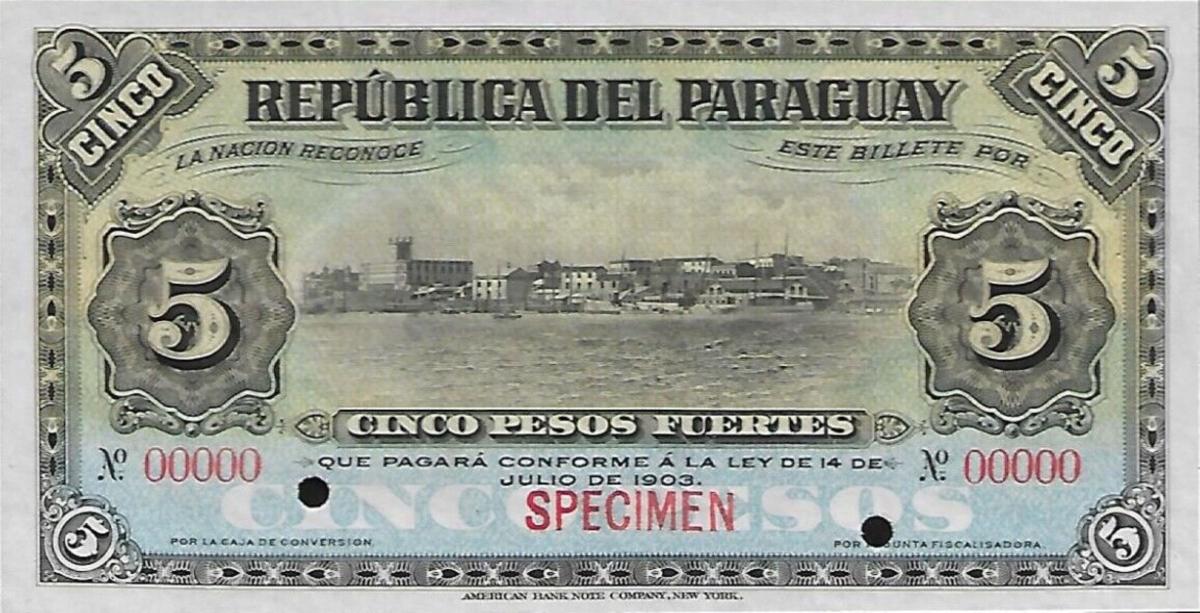 5 CINCO
5 CINCO
REPÚBLICA DEL PARAGUAY
LA NACION RECONOCE ESTE BILLETE POR
5 5
CINCO PESOS FUERTES
Nº 00000 Nº 00000
QUE PAGARÁ CONFORME Á LA LEY DE 14 DE
JULIO DE 1903.
CINCO PESOS
SPECIMEN
5 5
POR LA CAJA DE CONVERSION. POR JUNTA FISCALISADORA.
AMERICAN BANK NOTE COMPANY, NEW YORK.